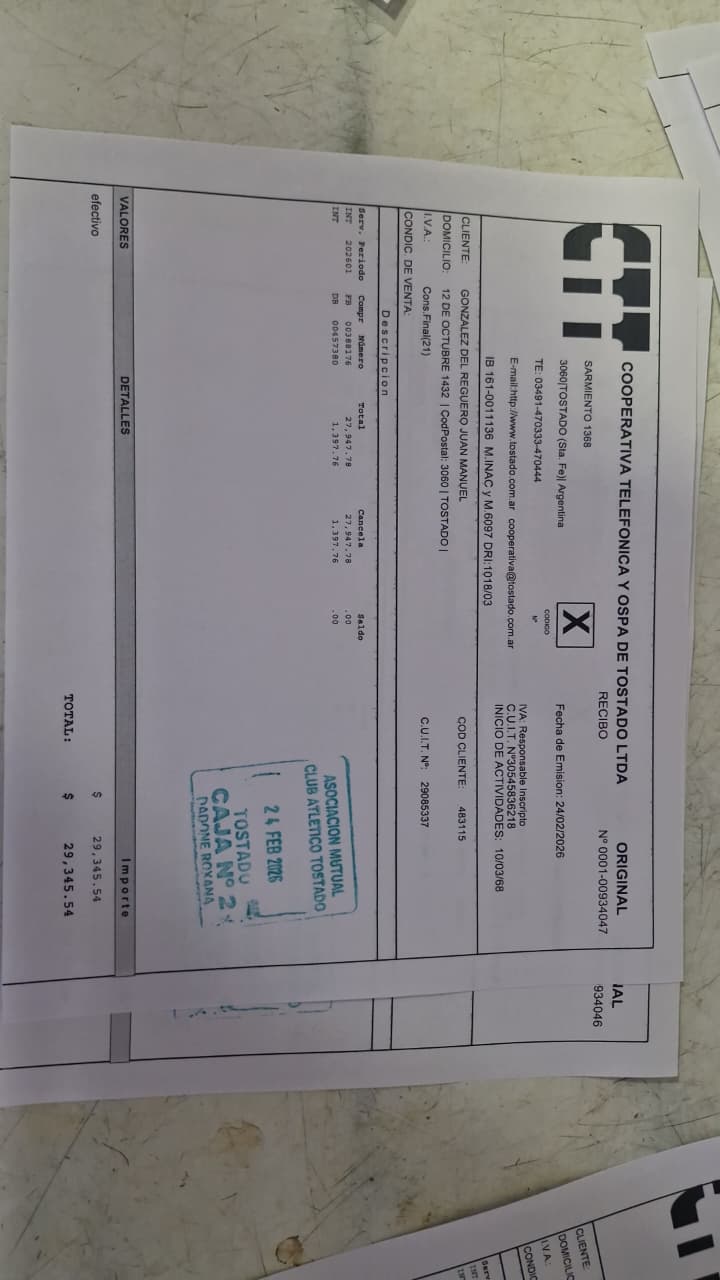 CTT
COOPERATIVA TELEFONICA Y OSPA DE TOSTADO LTDA
ORIGINAL
RECIBO
Nº 0001-00934047
SARMIENTO 1368
3060|TOSTADO (Sta. Fe)| Argentina
X
CODIGO
Nº
Fecha de Emision: 24/02/2026
TE: 03491-470333-470444
E-mail:http://www.tostado.com.ar cooperativa@tostado.com.ar
IB 161-0011136 M.INAC y M.6097 DRI:1018/03
IVA: Responsable Inscripto
C.U.I.T. Nº30545836218
INICIO DE ACTIVIDADES: 10/03/68
CLIENTE: GONZALEZ DEL REGUERO JUAN MANUEL
COD CLIENTE: 483115
DOMICILIO: 12 DE OCTUBRE 1432 | CodPostal: 3060 | TOSTADO |
I.V.A.: Cons.Final(21)
C.U.I.T. Nº: 29085337
CONDIC. DE VENTA:
Descripcion
Serv. Periodo Compr Número Total Cancela Saldo
INT 202601 FB 00388176 27,947.78 27,947.78 .00
INT DB 00457380 1,397.76 1,397.76 .00
ASOCIACION MUTUAL
CLUB ATLETICO TOSTADO
24 FEB 2026
TOSTADO
CAJA Nº 2
DADONE ROXANA
VALORES DETALLES Importe
efectivo $ 29,345.54
TOTAL: $ 29,345.54
934046
CLIENTE:
I.V.A.: